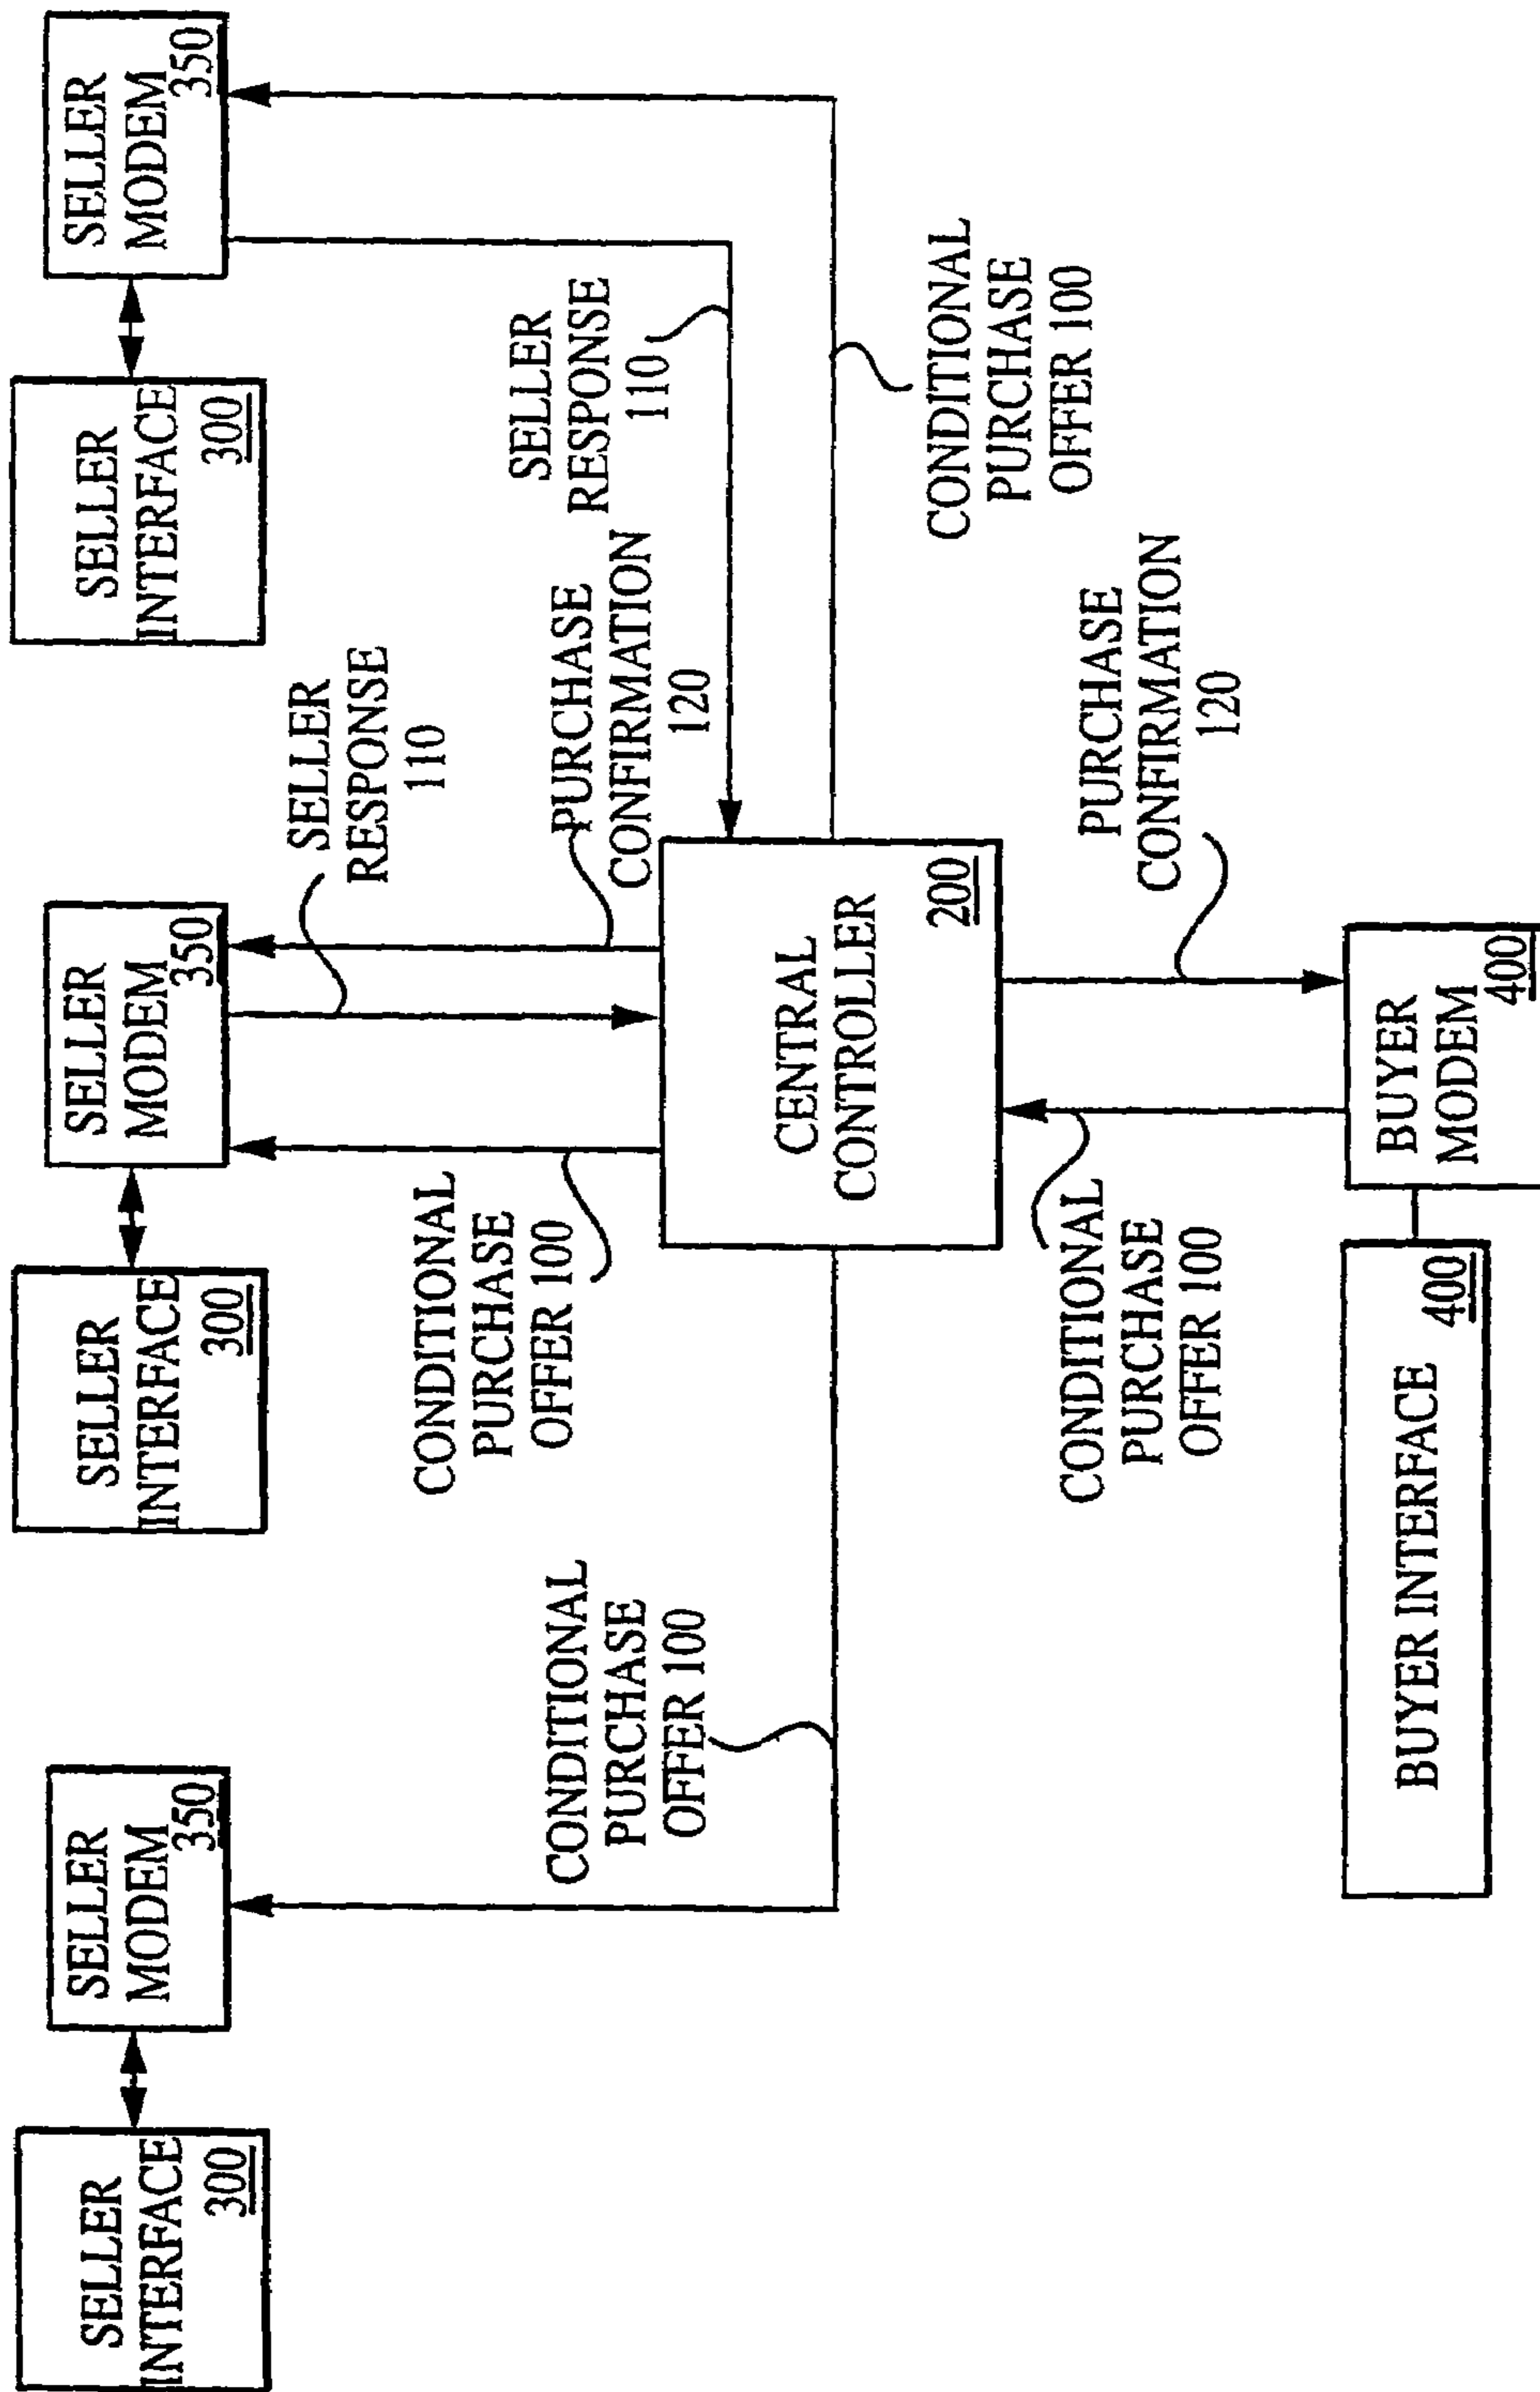 SELLER
INTERFACE
300
SELLER
MODEM
350
SELLER
INTERFACE
300
SELLER
MODEM
350
SELLER
INTERFACE
300
SELLER
MODEM
350
CONDITIONAL
PURCHASE
OFFER 100
CONDITIONAL
PURCHASE
OFFER 100
SELLER
RESPONSE
110
PURCHASE
CONFIRMATION
120
SELLER
RESPONSE
110
CENTRAL
CONTROLLER
200
CONDITIONAL
PURCHASE
OFFER 100
CONDITIONAL
PURCHASE
OFFER 100
PURCHASE
CONFIRMATION
120
BUYER INTERFACE
400
BUYER
MODEM
400